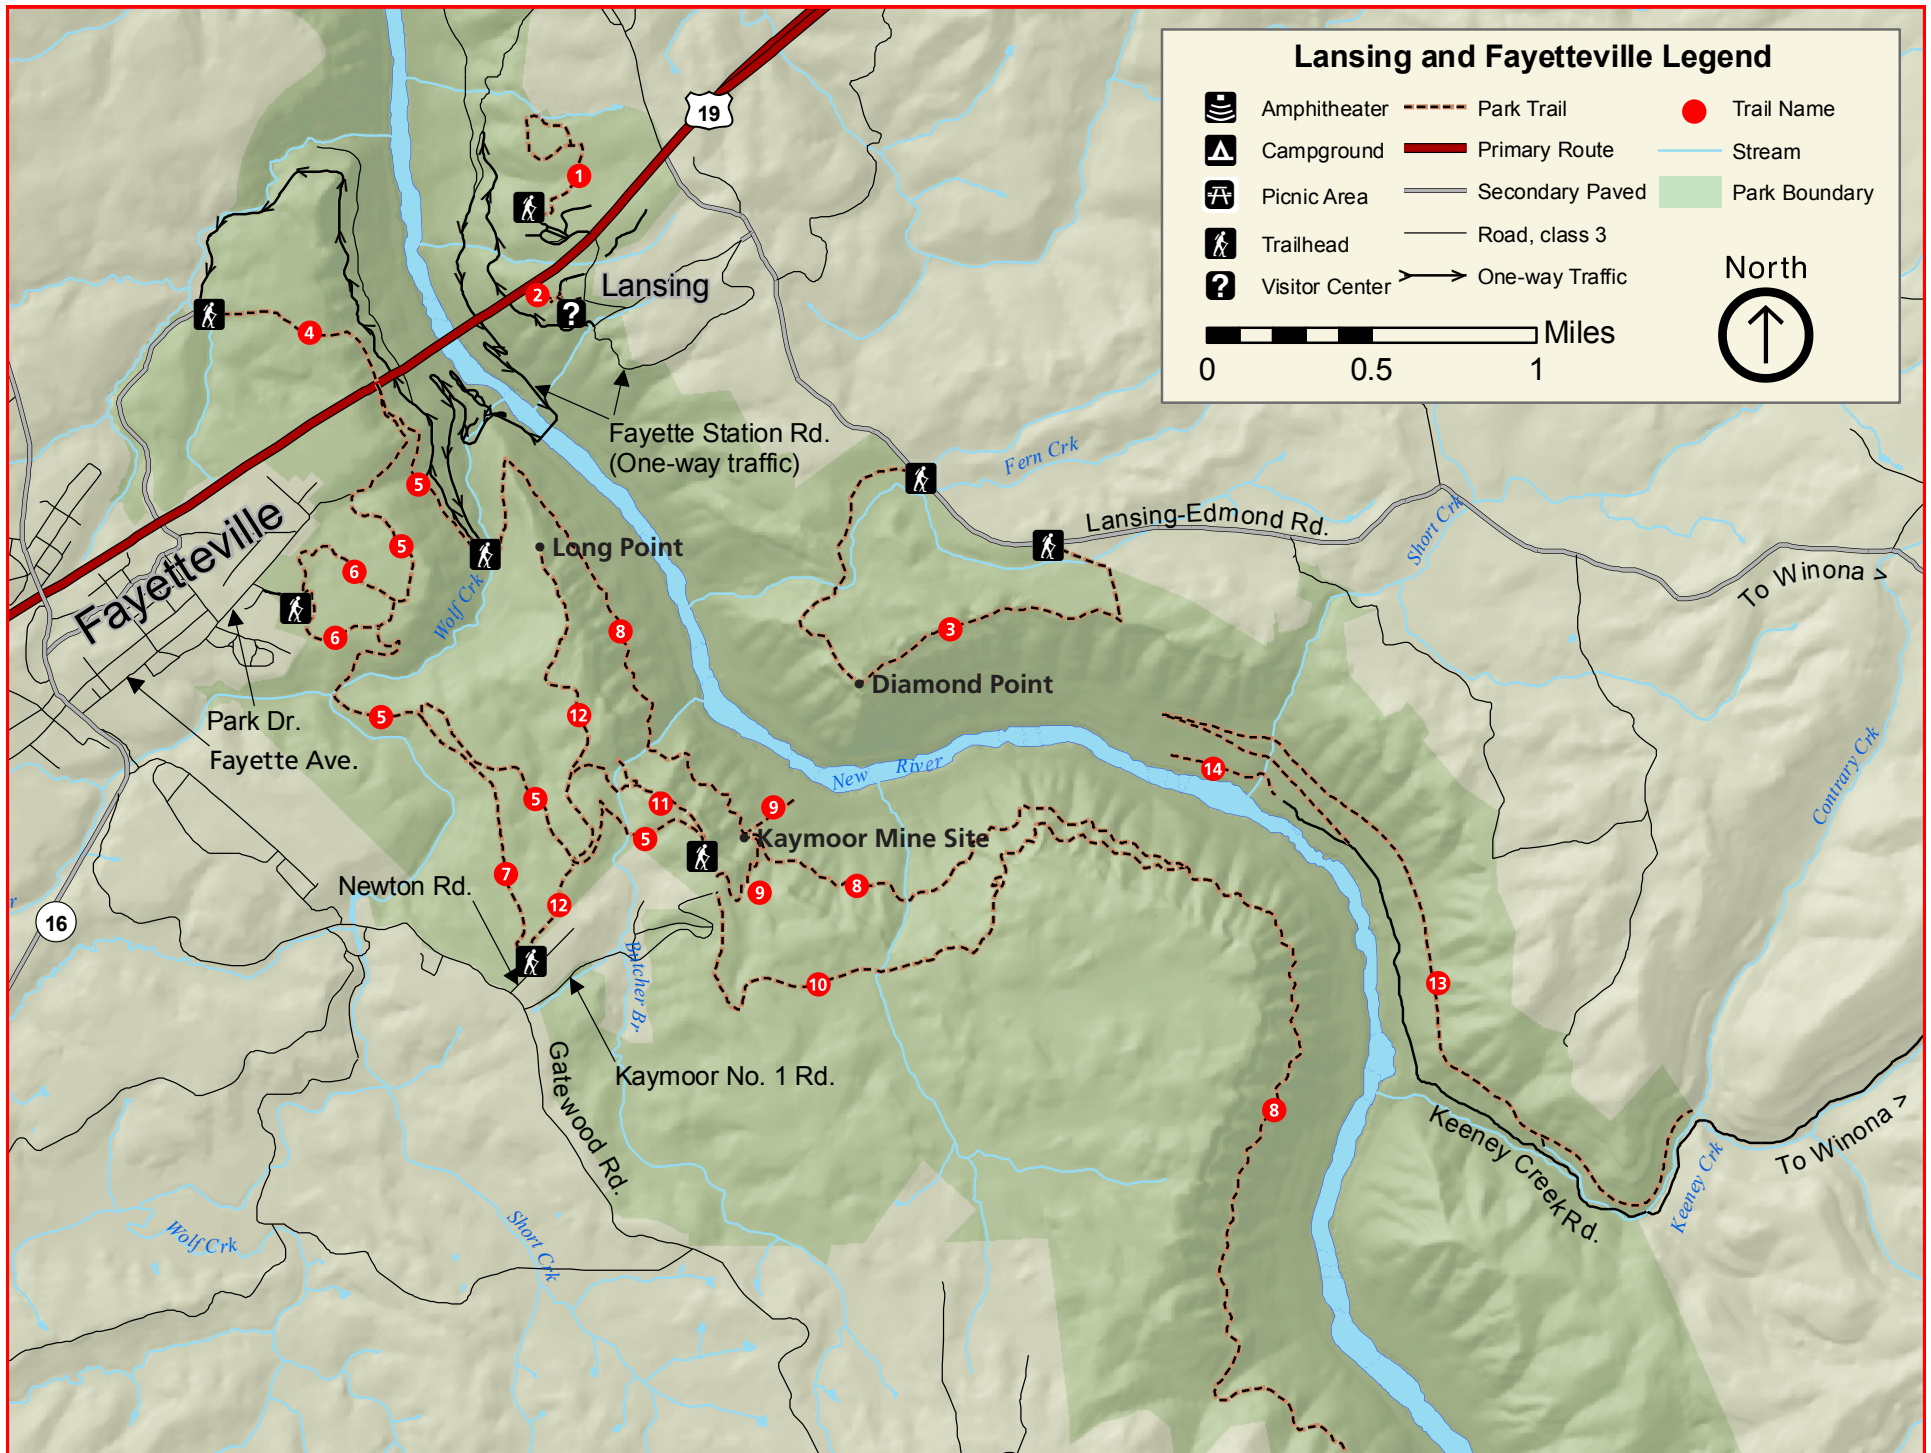 Lansing and Fayetteville Legend
Amphitheater
Park Trail
Trail Name
Campground
Primary Route
Stream
Picnic Area
Secondary Paved
Park Boundary
Trailhead
Road, class 3
?
Visitor Center
One-way Traffic
North
Miles
0
0.5
1
19
1
2
?
Lansing
4
Fayette Station Rd.
(One-way traffic)
Fern Crk
Lansing-Edmond Rd.
Short Crk
To Winona >
5
Fayetteville
Long Point
5
6
Wolf Crk
6
8
3
Diamond Point
Park Dr.
Fayette Ave.
5
12
New River
14
Contrary Crk
5
11
9
5
Kaymoor Mine Site
Newton Rd.
7
12
9
8
16
r
Butcher Br
10
13
Gatewood Rd.
Kaymoor No. 1 Rd.
8
Keeney Creek Rd.
Keeney Crk
To Winona >
Wolf Crk
Short Crk